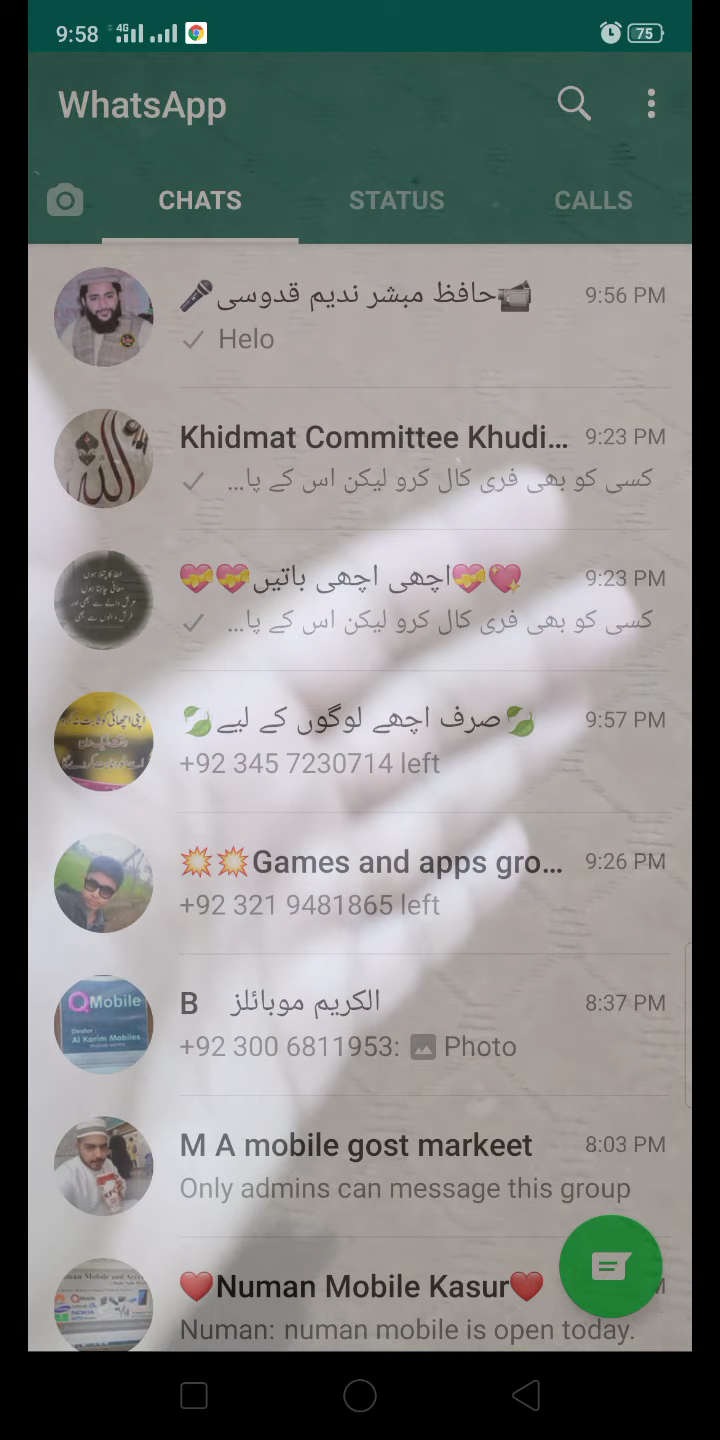 9:58 4G 75
WhatsApp
CHATS STATUS CALLS
🎤حافظ مبشر ندیم قدوسی📹 9:56 PM
✓ Helo
Khidmat Committee Khudi... 9:23 PM
✓ کسی کو بھی فری کال کرو لیکن اس کے پا...
💝💝اچھی اچھی باتیں💝💖 9:23 PM
✓ کسی کو بھی فری کال کرو لیکن اس کے پا...
🍃صرف اچھے لوگوں کے لیے🍃 9:57 PM
+92 345 7230714 left
💥💥Games and apps gro... 9:26 PM
+92 321 9481865 left
B الکریم موبائلز 8:37 PM
+92 300 6811953: Photo
QMobile
Al Karim Mobiles
M A mobile gost markeet 8:03 PM
Only admins can message this group
❤️Numan Mobile Kasur❤️
Numan: numan mobile is open today.